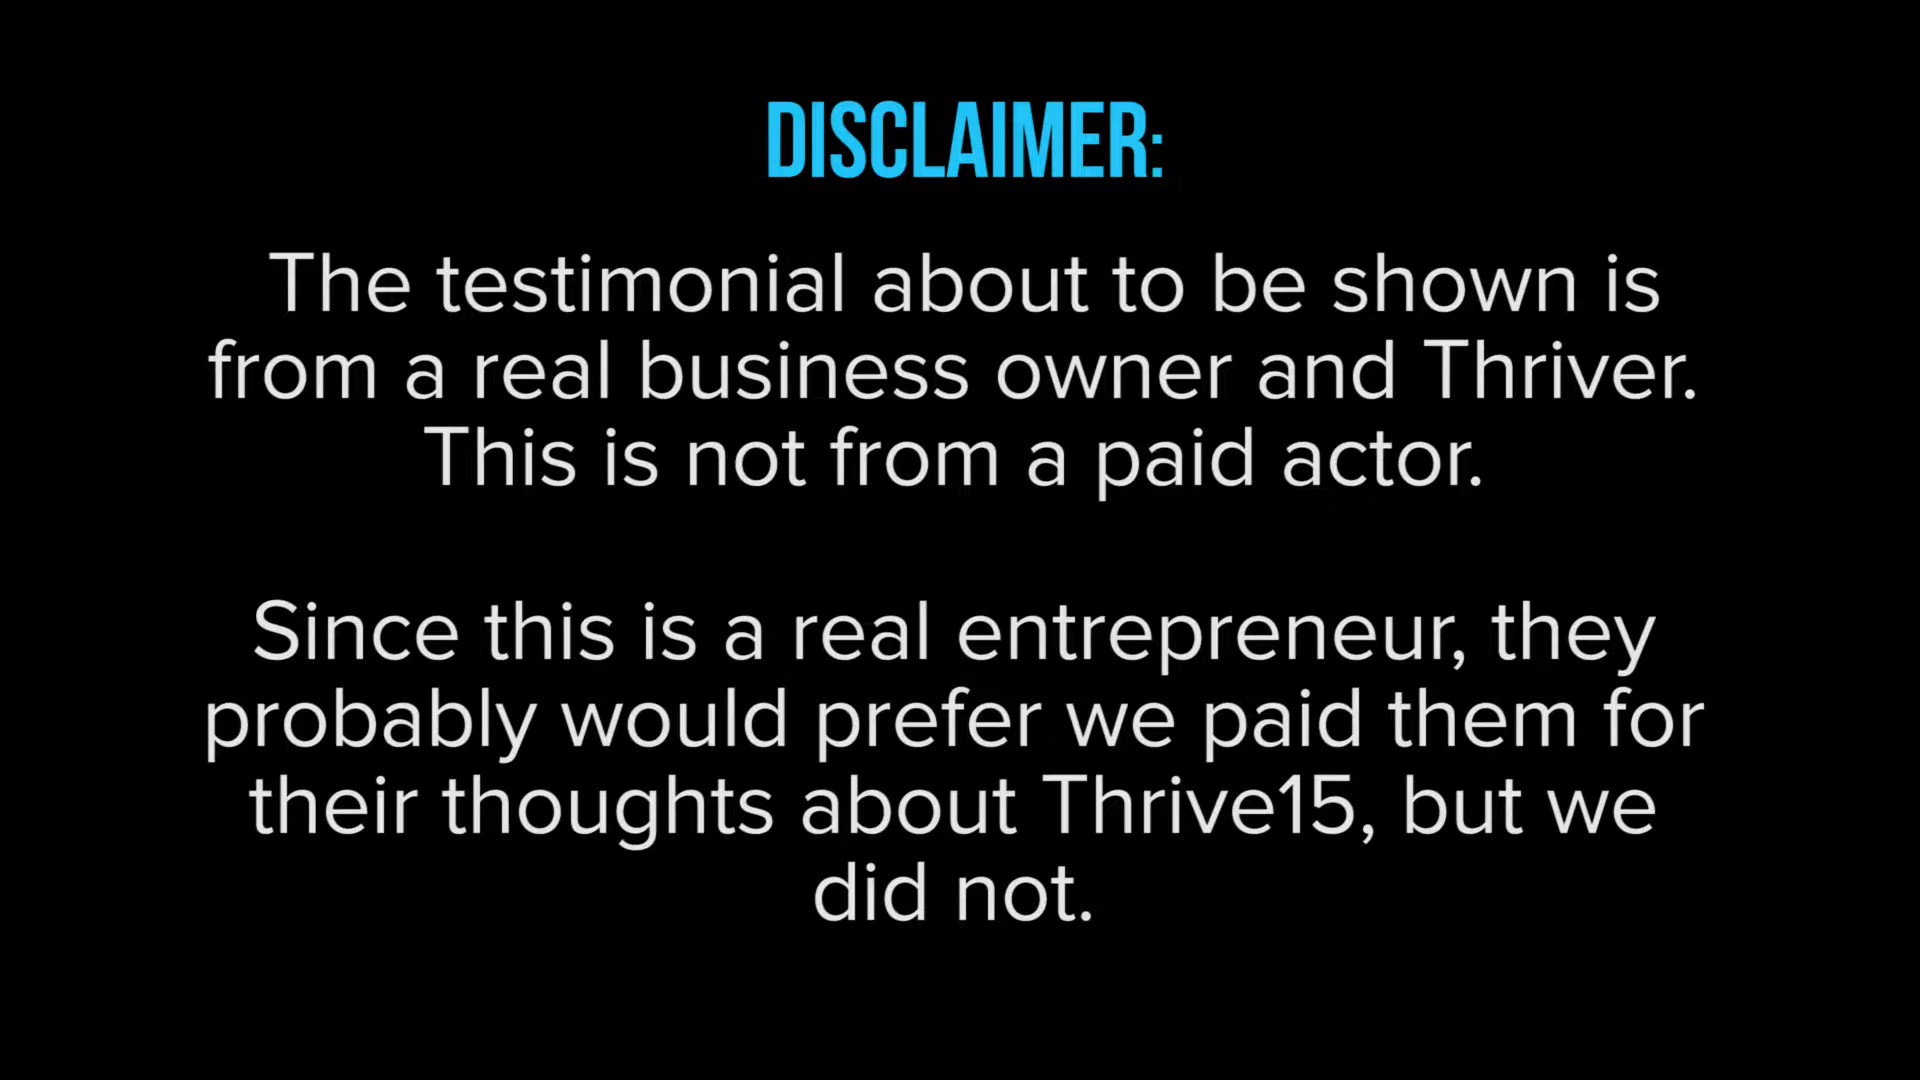 DISCLAIMER:
The testimonial about to be shown is
from a real business owner and Thriver.
This is not from a paid actor.
Since this is a real entrepreneur, they
probably would prefer we paid them for
their thoughts about Thrive15, but we
did not.